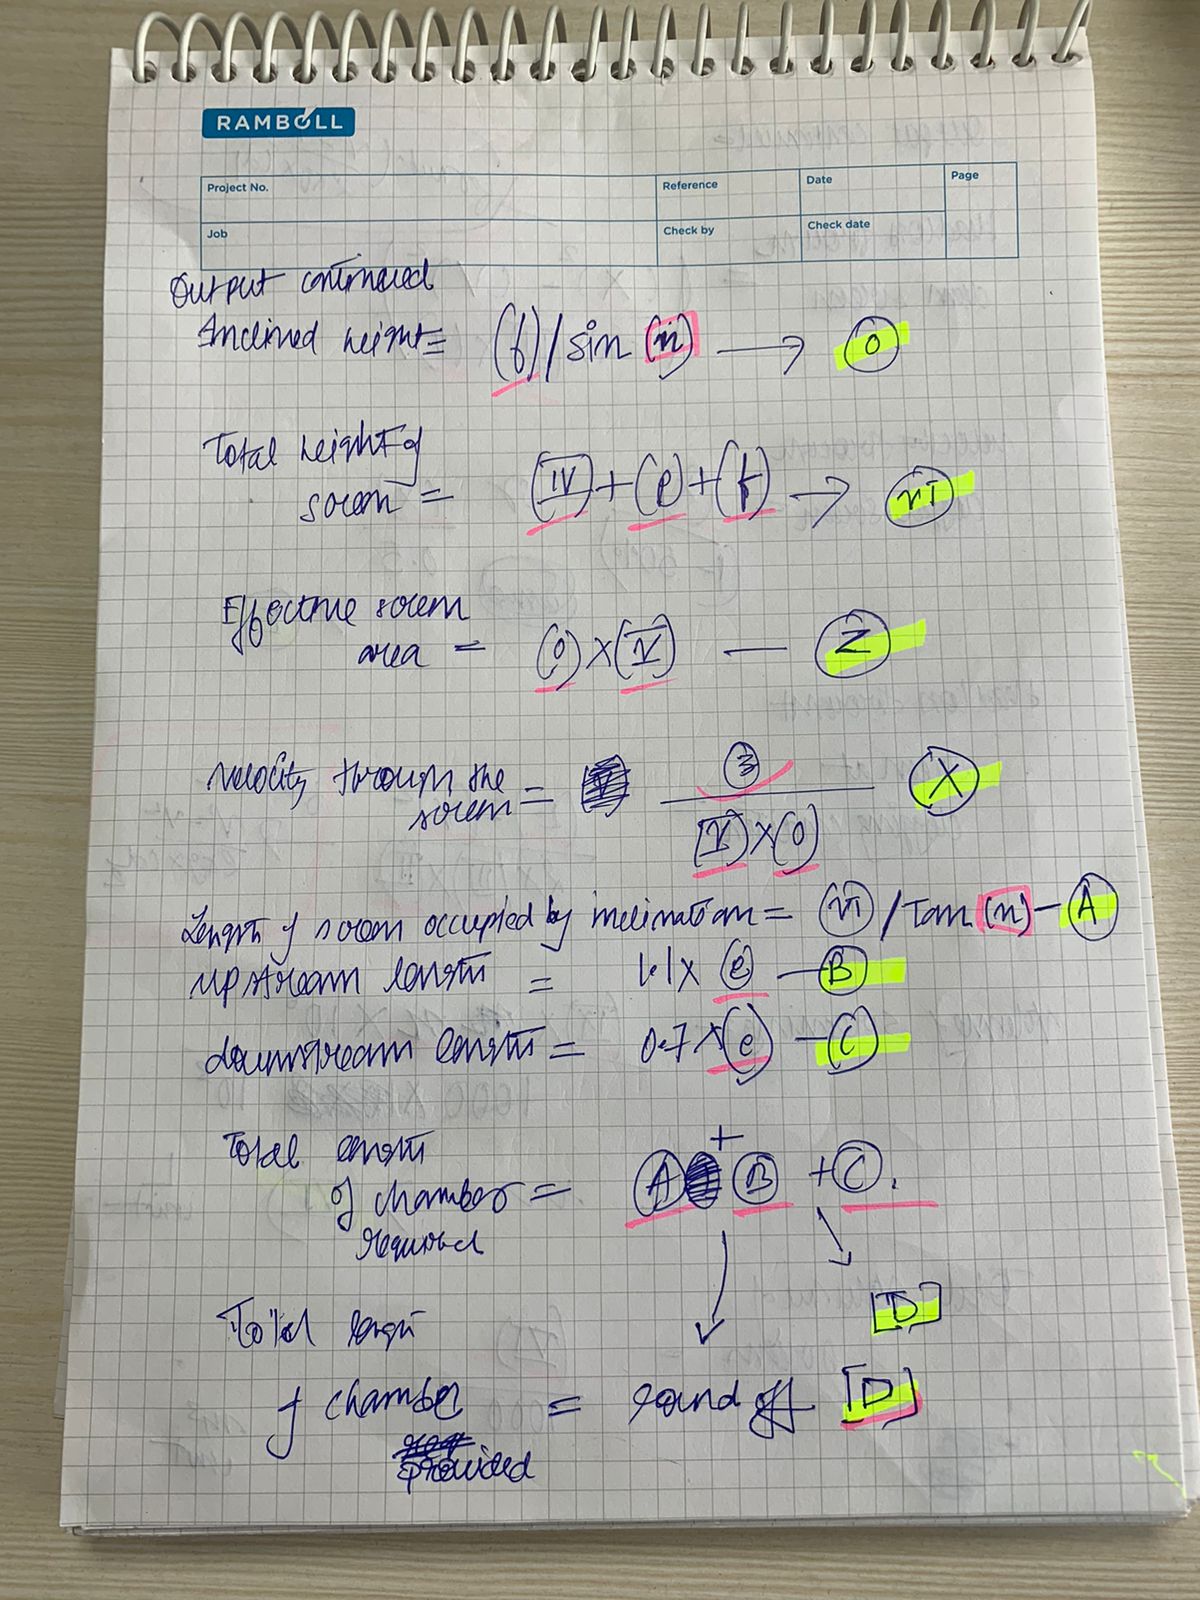 RAMBOLL
Project No.
Reference
Date
Page
Job
Check by
Check date
Output continued
Inclined height = (f) / sin (n) → O
Total height of
screen = (IV) + (p) + (f) → VI
Effective screen
area = (O) × (V) — Z
Velocity through the
screen = 3 / (V) × (O) X
Length of screen occupied by inclination = VI / Tan (n) — A
upstream length = 1.1 × (e) — B
downstream length = 0.7 × (e) — C
Total length
of chamber = A + B + C.
required
[D]
Total length
of chamber = round off [D]
provided